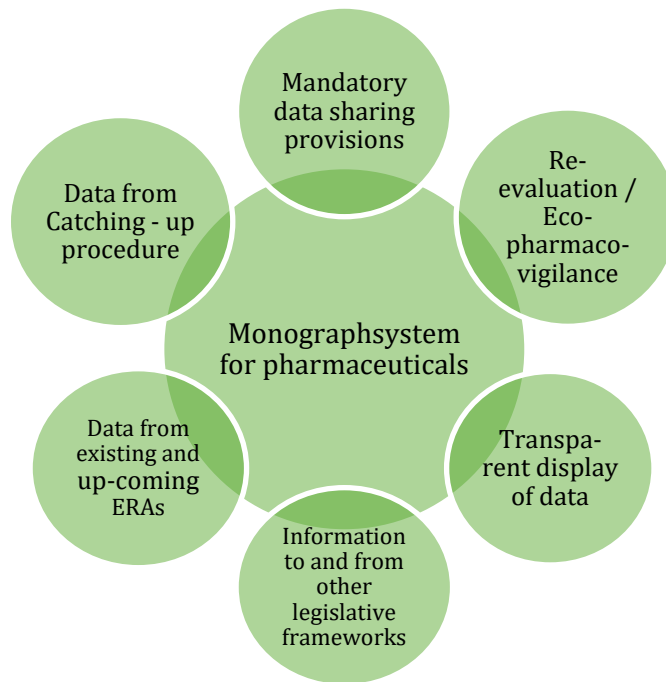 Mandatory
data sharing
provisions
Re-
evaluation /
Eco-
pharmaco-
vigilance
Data from
Catching - up
procedure
Monographsystem
for pharmaceuticals
Data from
existing and
up-coming
ERAs
Transpa-
rent display
of data
Information
to and from
other
legislative
frameworks